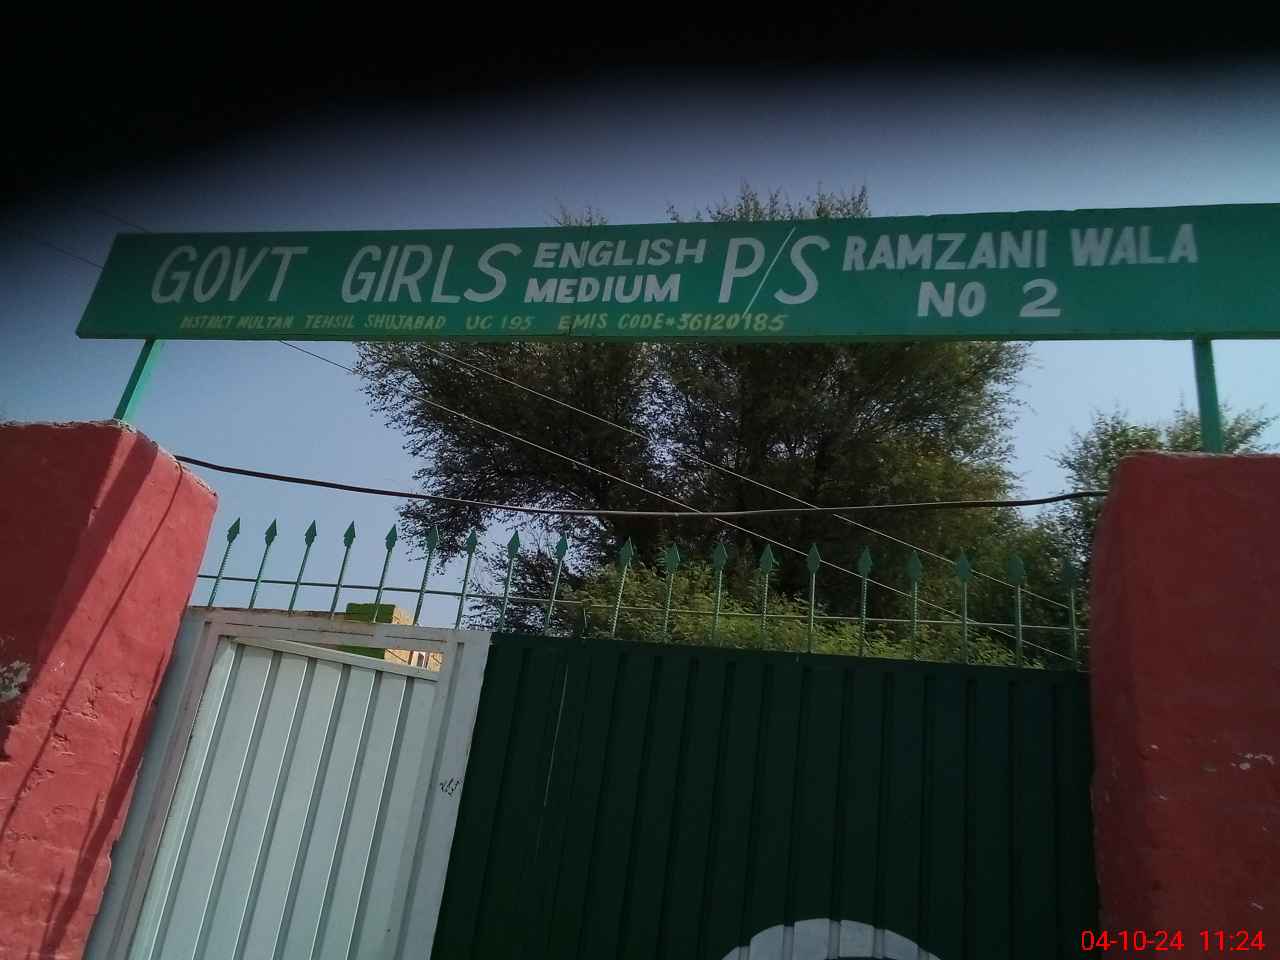 GOVT GIRLS ENGLISH MEDIUM P/S RAMZANI WALA
NO 2
DISTRICT MULTAN TEHSIL SHUJABAD UC 195 EMIS CODE*36120185
04-10-24 11:24